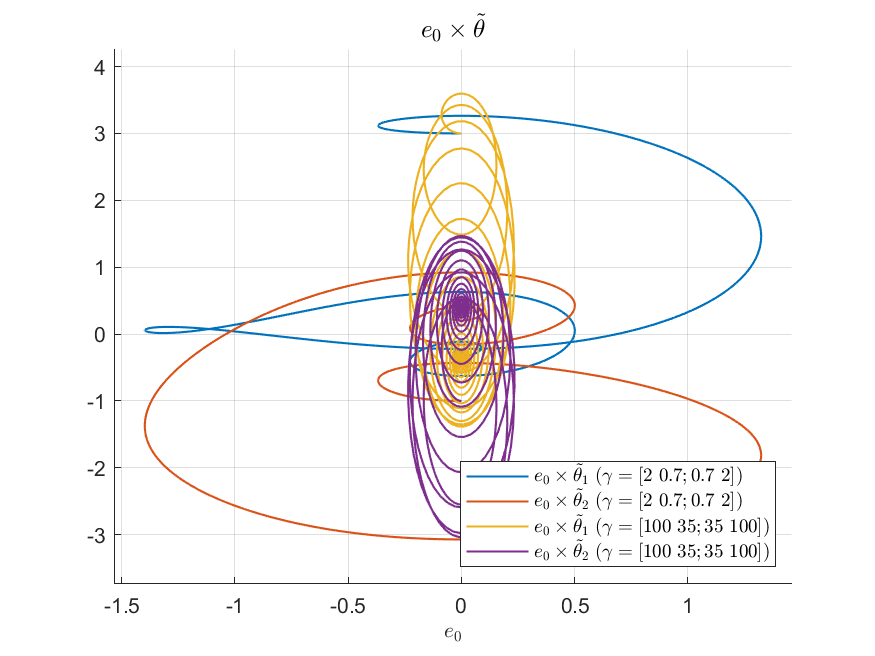 e₀ × θ̃
4
3
2
1
0
-1
-2
-3
-1.5 -1 -0.5 0 0.5 1
e₀
e₀ × θ̃₁ (γ = [2 0.7; 0.7 2])
e₀ × θ̃₂ (γ = [2 0.7; 0.7 2])
e₀ × θ̃₁ (γ = [100 35; 35 100])
e₀ × θ̃₂ (γ = [100 35; 35 100])